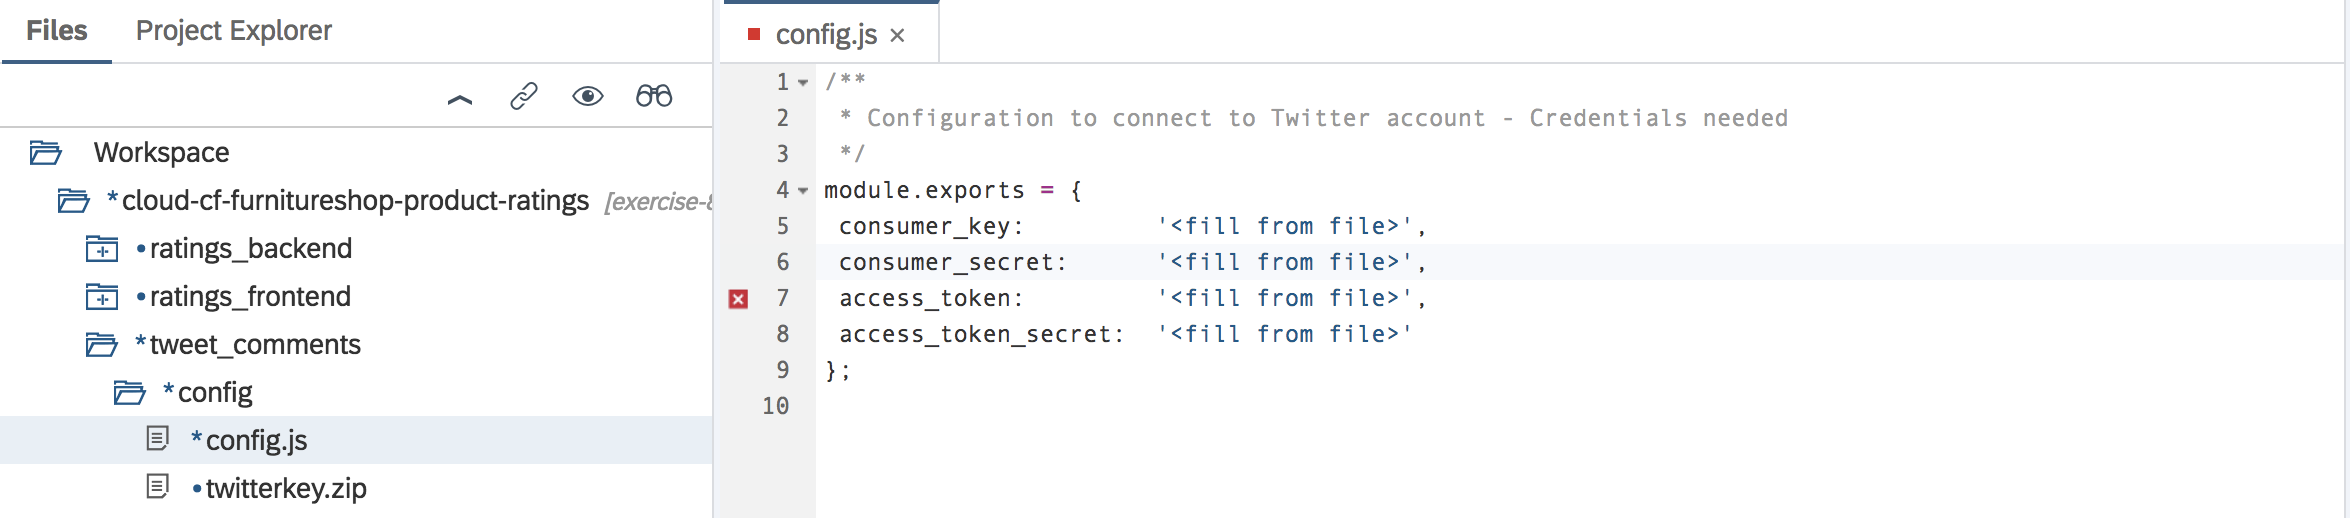 Files Project Explorer
Workspace
*cloud-cf-furnitureshop-product-ratings [exercise-8
•ratings_backend
•ratings_frontend
*tweet_comments
*config
*config.js
•twitterkey.zip
config.js ×
1 /**
2  * Configuration to connect to Twitter account - Credentials needed
3  */
4 module.exports = {
5  consumer_key:         '<fill from file>',
6  consumer_secret:      '<fill from file>',
7  access_token:         '<fill from file>',
8  access_token_secret:  '<fill from file>'
9 };
10